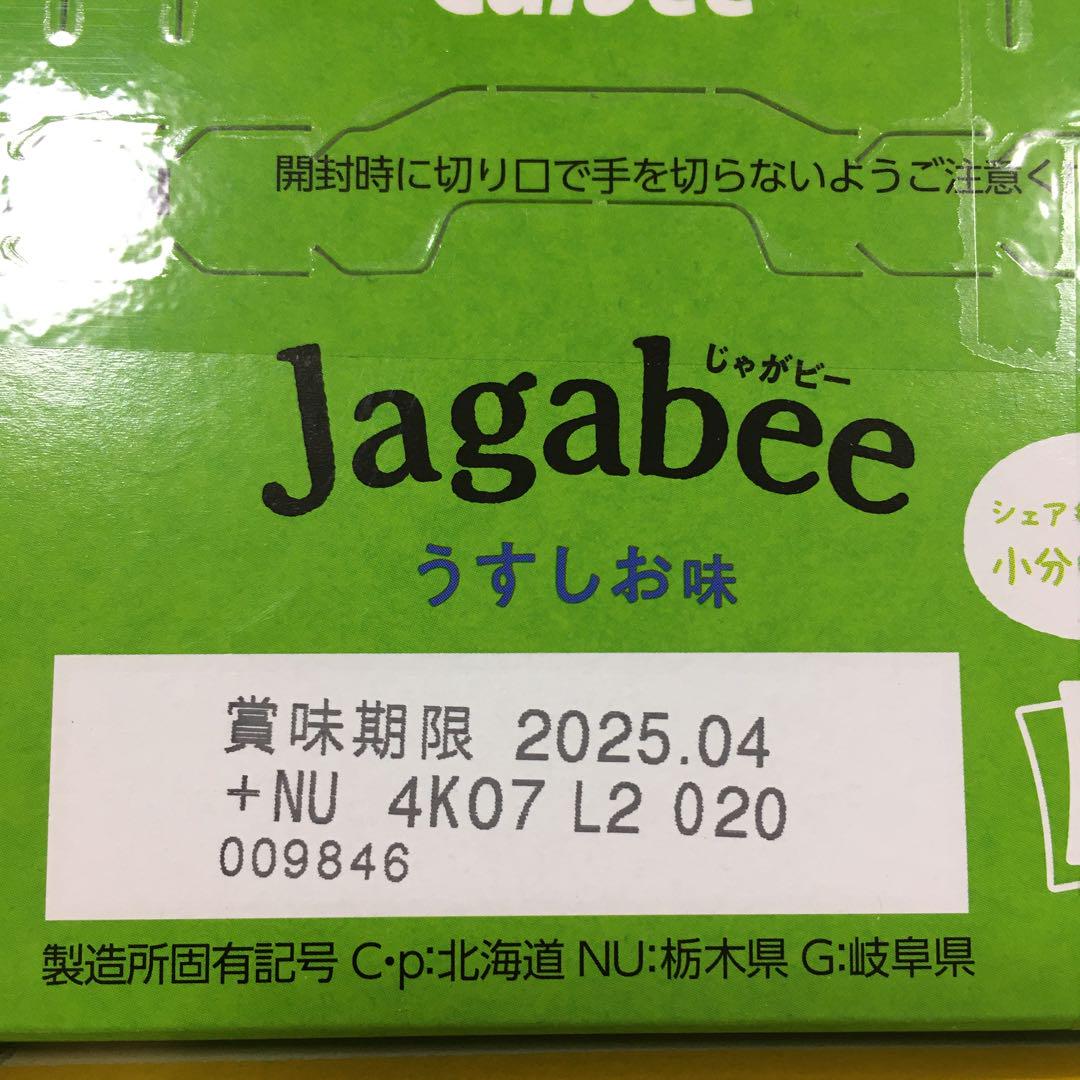 Calbee
開封時に切り口で手を切らないようご注意く
じゃがビー
Jagabee
うすしお味
シェア
小分
賞味期限 2025.04
+NU 4K07 L2 020
009846
製造所固有記号 C・p:北海道 NU:栃木県 G:岐阜県